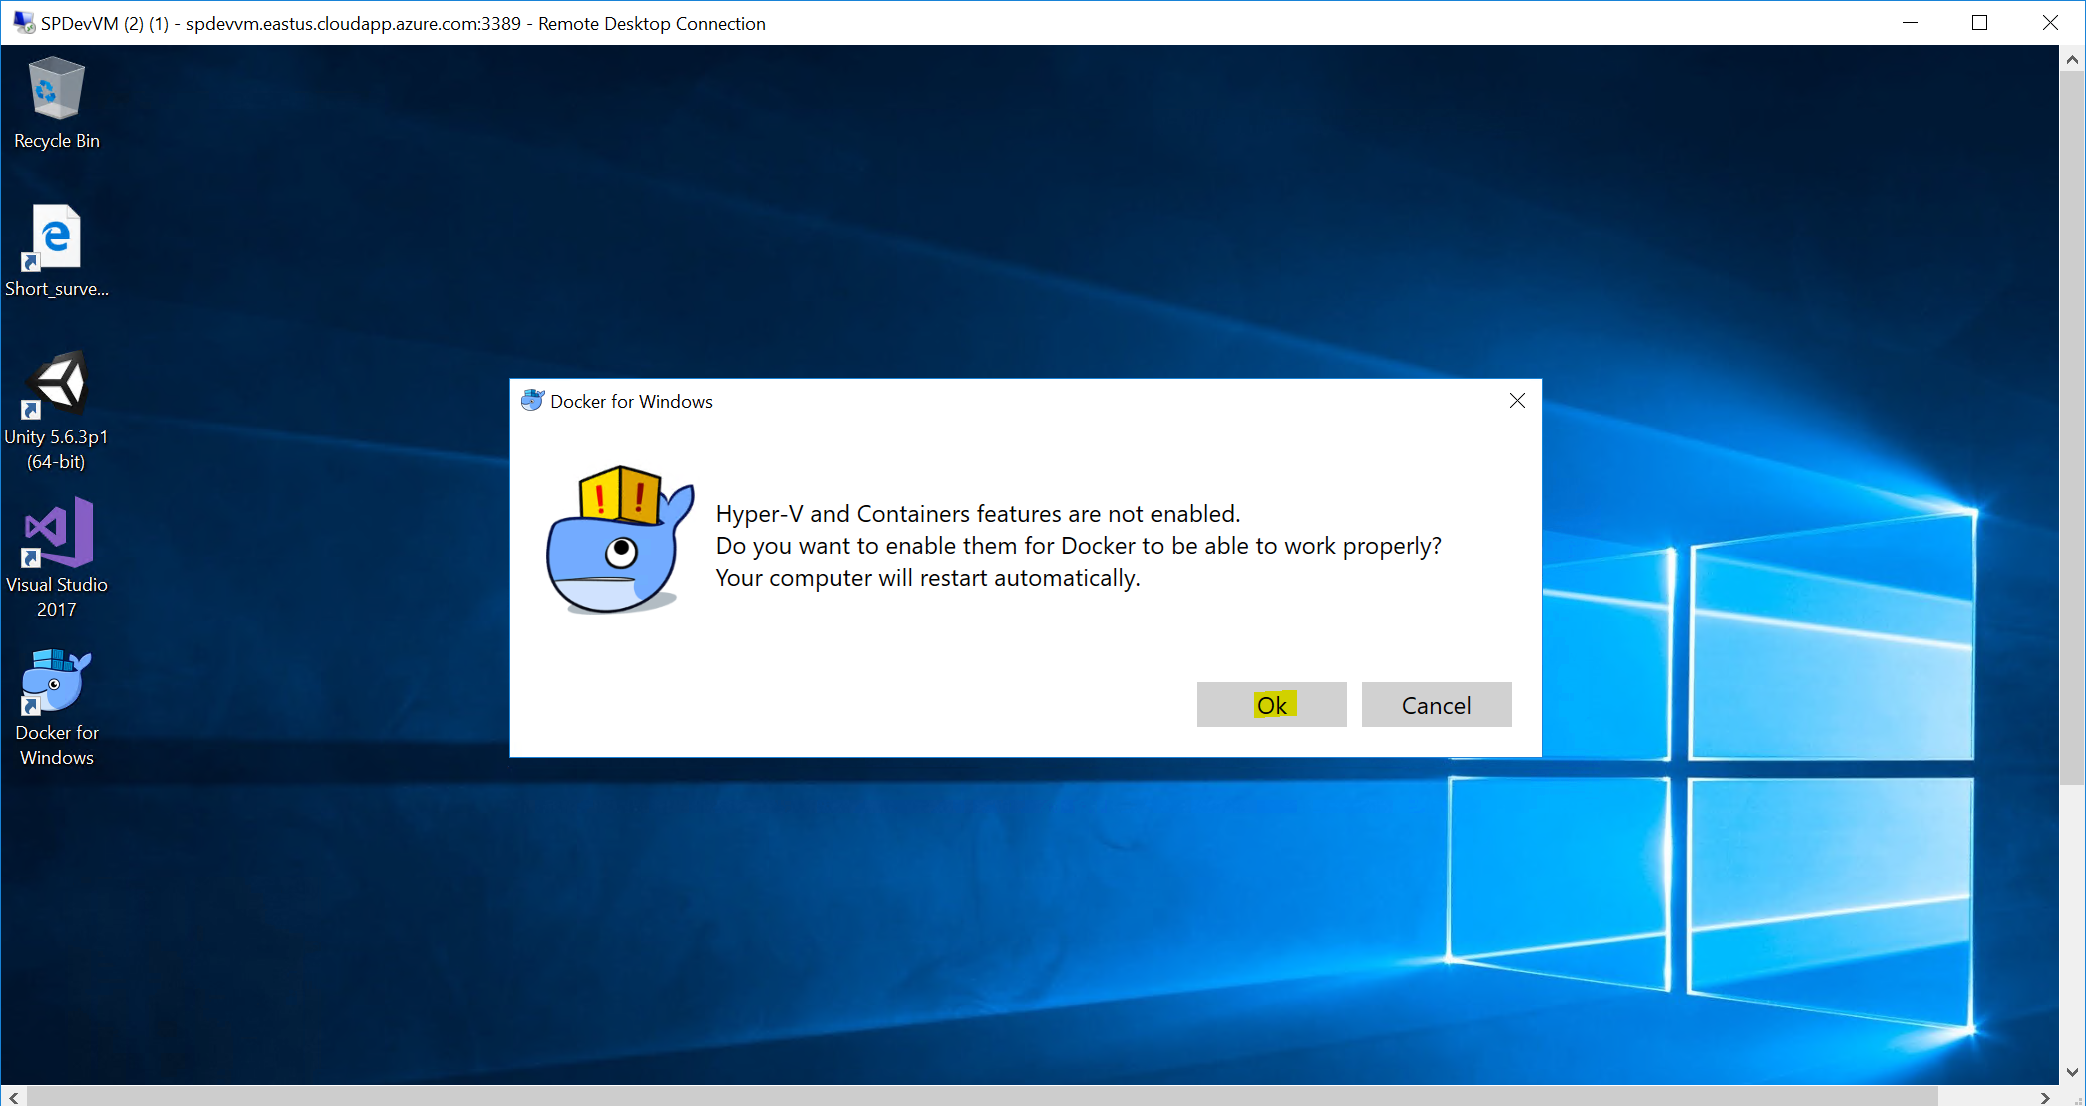 SPDevVM (2) (1) - spdevvm.eastus.cloudapp.azure.com:3389 - Remote Desktop Connection
Recycle Bin
Short_surve...
Unity 5.6.3p1
(64-bit)
Visual Studio
2017
Docker for
Windows
Docker for Windows
! !
Hyper-V and Containers features are not enabled.
Do you want to enable them for Docker to be able to work properly?
Your computer will restart automatically.
Ok
Cancel